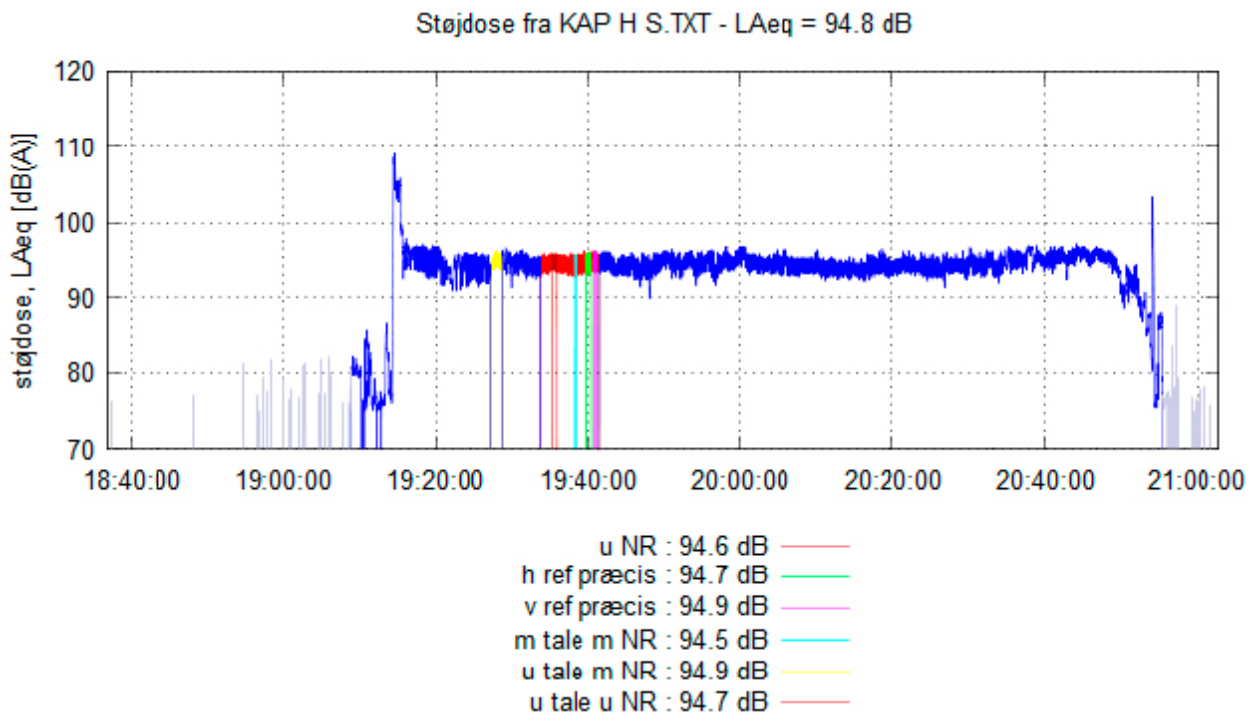 Støjdose fra KAP H S.TXT - LAeq = 94.8 dB
120
110
100
90
80
70
støjdose, LAeq [dB(A)]
18:40:00 19:00:00 19:20:00 19:40:00 20:00:00 20:20:00 20:40:00 21:00:00
u NR : 94.6 dB
h ref præcis : 94.7 dB
v ref præcis : 94.9 dB
m tale m NR : 94.5 dB
u tale m NR : 94.9 dB
u tale u NR : 94.7 dB